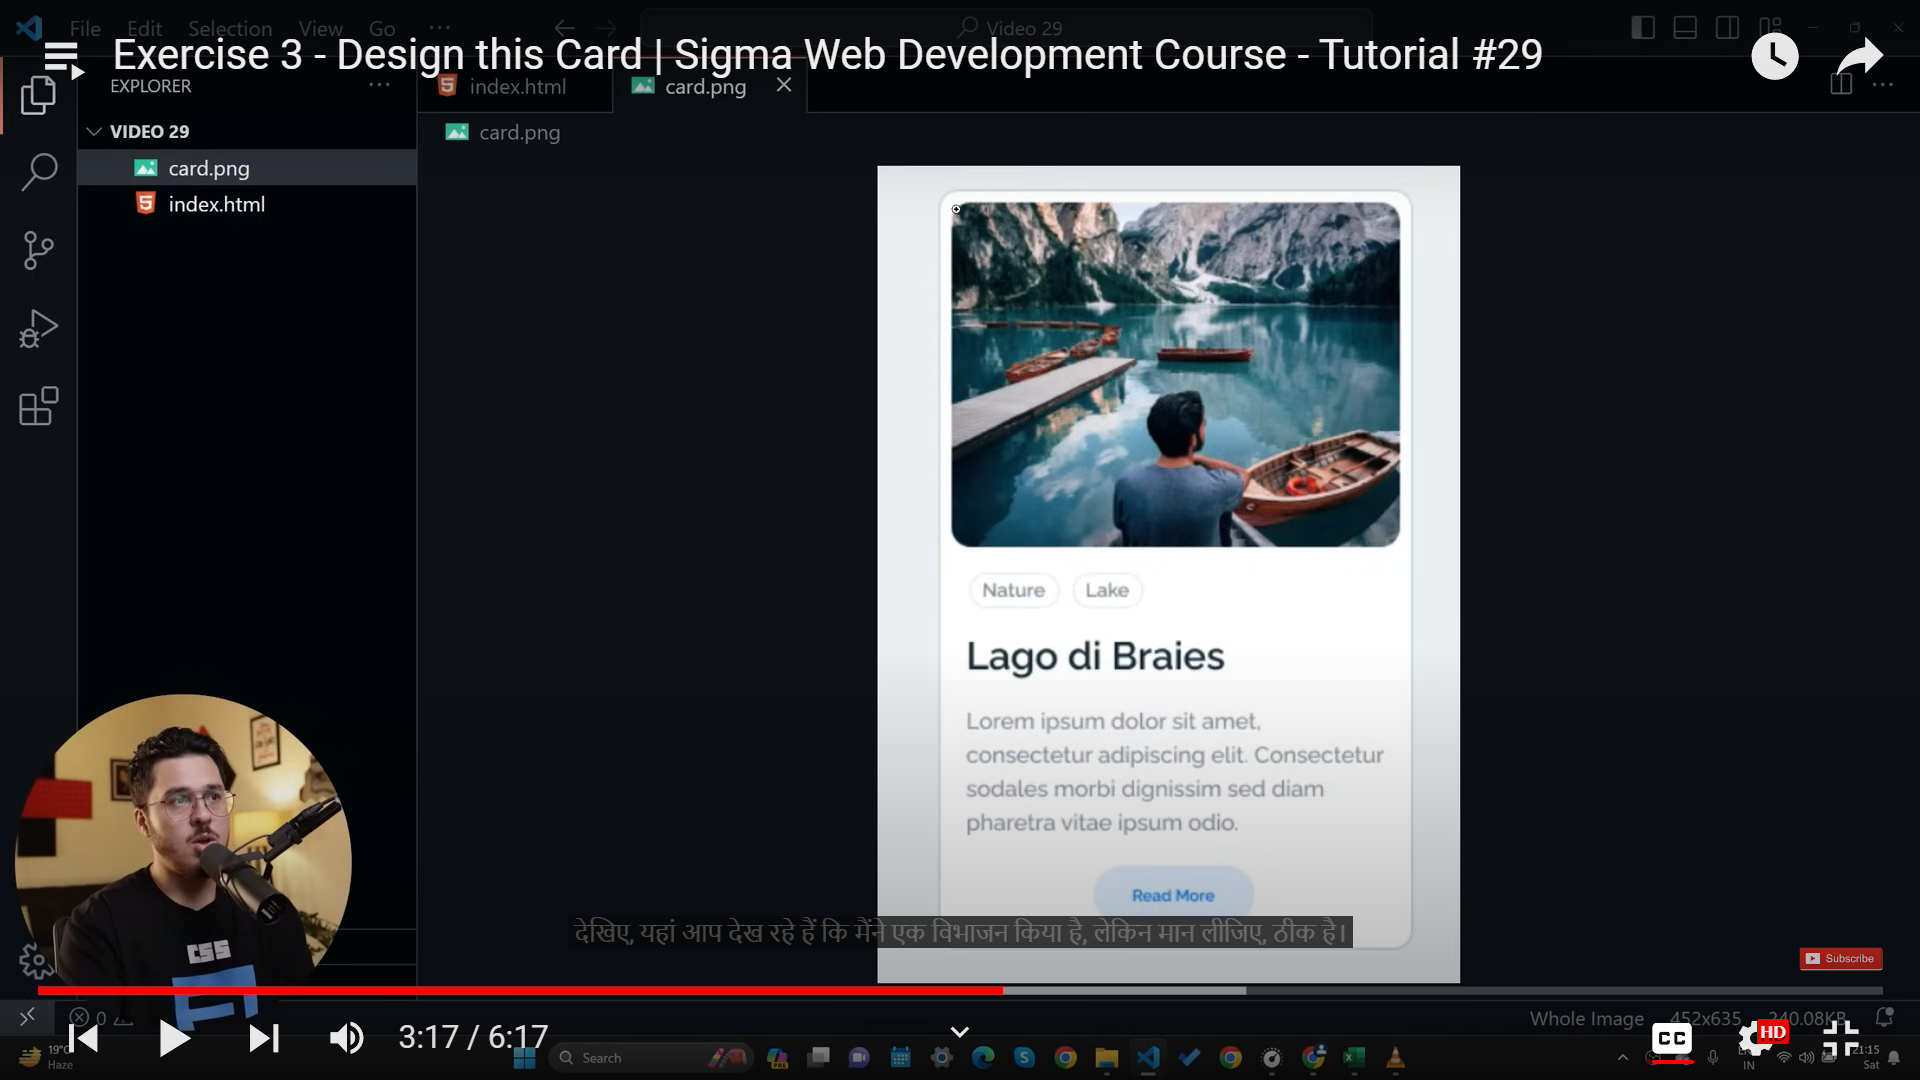 File Edit Selection View Go ···
Video 29
Exercise 3 - Design this Card | Sigma Web Development Course - Tutorial #29
EXPLORER
index.html
card.png
VIDEO 29
card.png
card.png
index.html
Nature
Lake
Lago di Braies
Lorem ipsum dolor sit amet,
consectetur adipiscing elit. Consectetur
sodales morbi dignissim sed diam
pharetra vitae ipsum odio.
Read More
देखिए, यहां आप देख रहे हैं कि मैंने एक विभाजन किया है, लेकिन मान लीजिए, ठीक है।
CSS
Subscribe
0
Whole Image
452x635
240.08KB
3:17 / 6:17
CC
HD
19°C
Haze
Search
IN
21:15
Sat